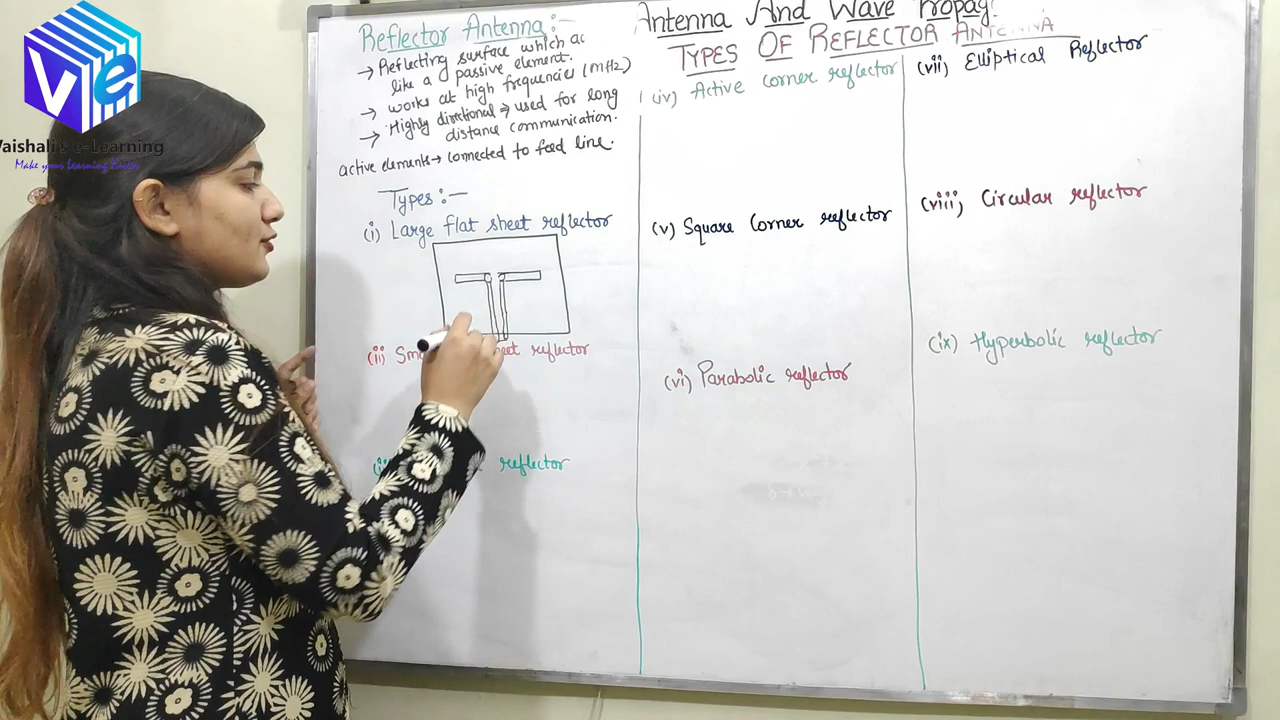 Ve
Vaishali's e-Learning
Make your Learning Easier
Antenna And Wave Propag
TYPES OF REFLECTOR ANTENNA
Reflector Antenna:-
→ Reflecting surface which ac
like a passive element.
→ works at high frequencies (MHz)
→ Highly directional → used for long
distance communication.
active elements → connected to feed line.
Types:-
(i) Large flat sheet reflector
(ii) Sm sheet reflector
reflector
(iv) Active corner reflector
(v) Square Corner reflector
(vi) Parabolic reflector
(vii) Elliptical Reflector
(viii) Circular reflector
(ix) Hyperbolic reflector